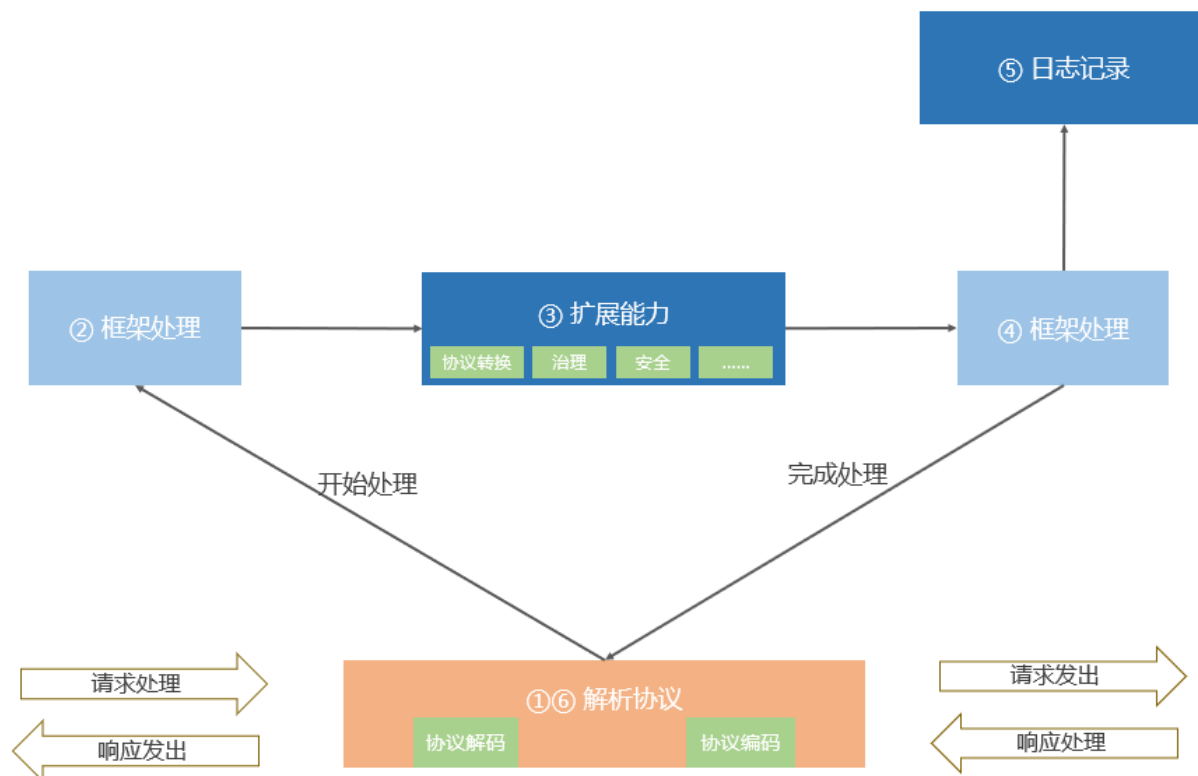 ⑤ 日志记录
② 框架处理
③ 扩展能力
协议转换
治理
安全
......
④ 框架处理
开始处理
完成处理
请求处理
响应发出
①⑥ 解析协议
协议解码
协议编码
请求发出
响应处理